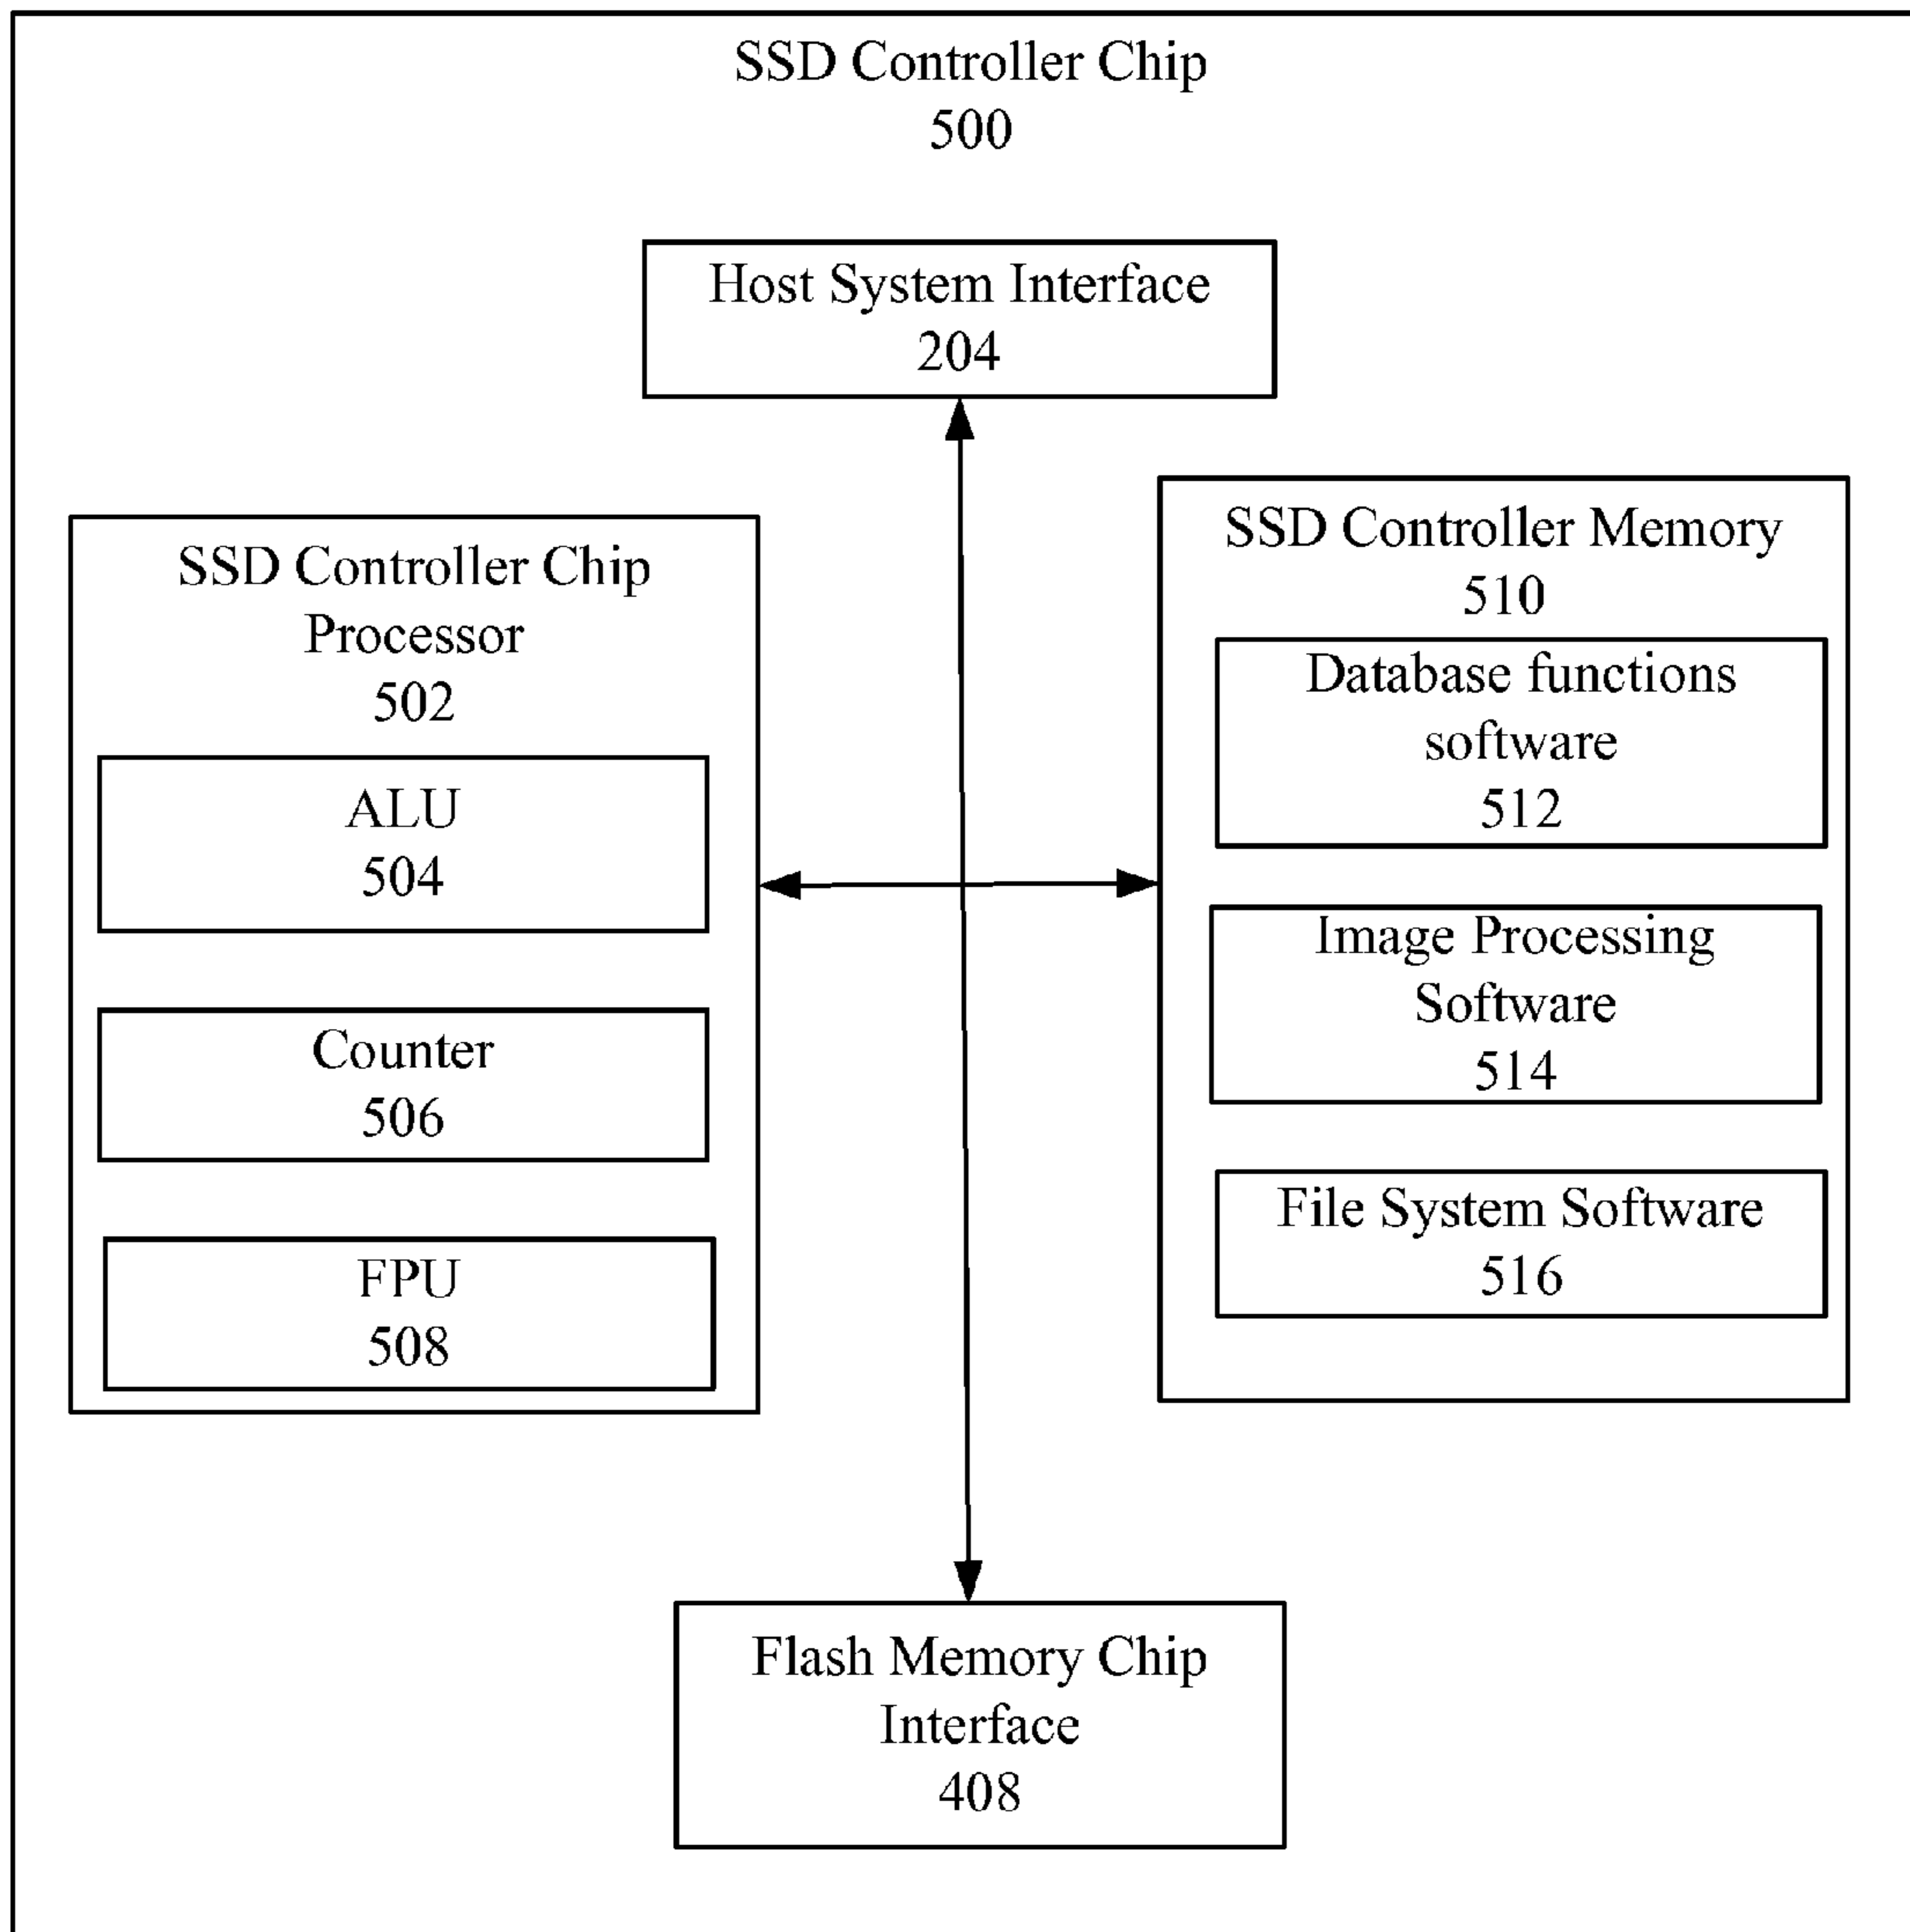 SSD Controller Chip
500
Host System Interface
204
SSD Controller Chip
Processor
502
ALU
504
Counter
506
FPU
508
SSD Controller Memory
510
Database functions
software
512
Image Processing
Software
514
File System Software
516
Flash Memory Chip
Interface
408